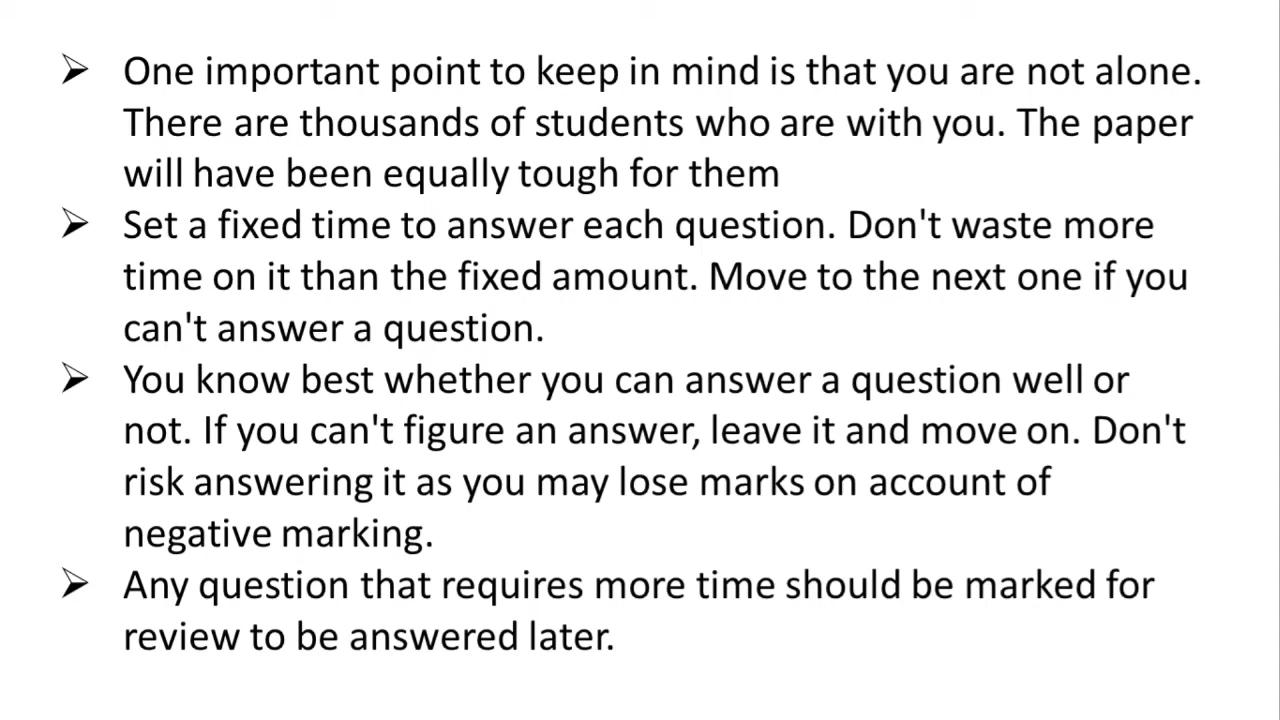 ➢ One important point to keep in mind is that you are not alone.
There are thousands of students who are with you. The paper
will have been equally tough for them
➢ Set a fixed time to answer each question. Don't waste more
time on it than the fixed amount. Move to the next one if you
can't answer a question.
➢ You know best whether you can answer a question well or
not. If you can't figure an answer, leave it and move on. Don't
risk answering it as you may lose marks on account of
negative marking.
➢ Any question that requires more time should be marked for
review to be answered later.